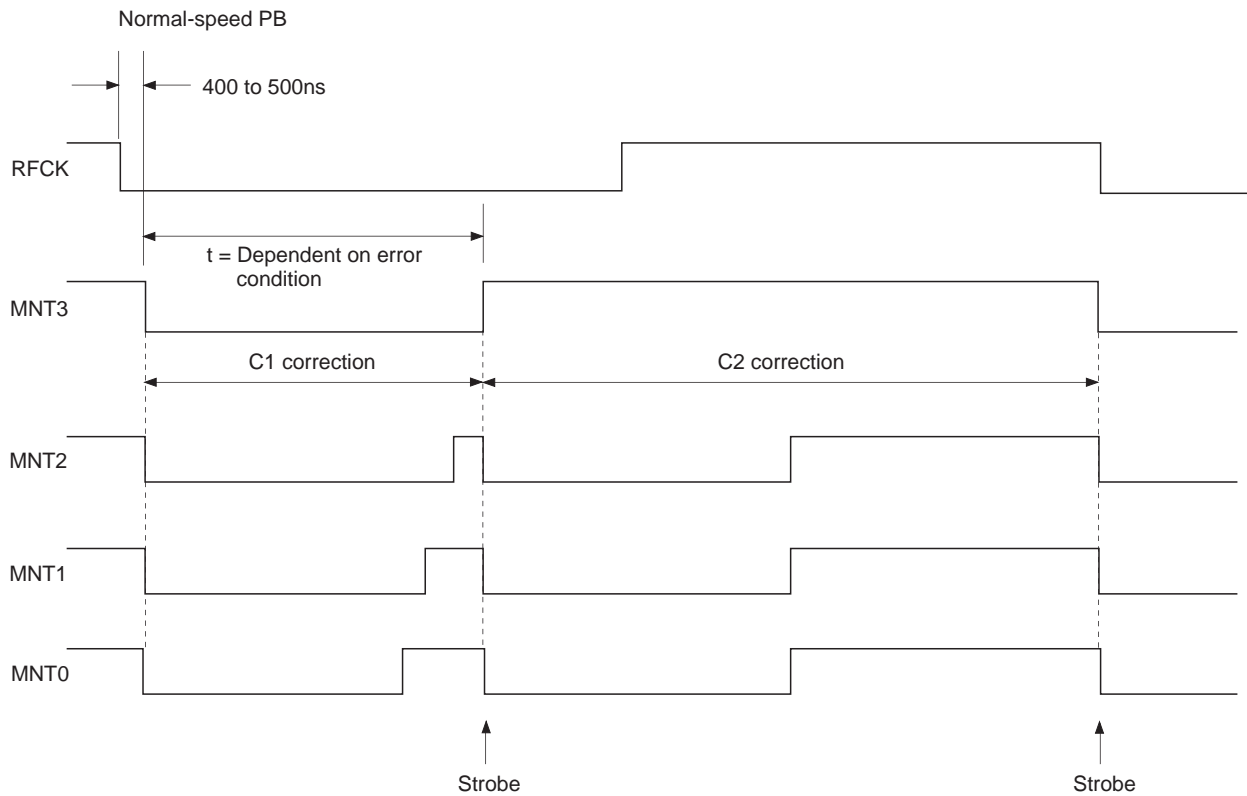 Normal-speed PB
400 to 500ns
RFCK
t = Dependent on error
condition
MNT3
C1 correction
C2 correction
MNT2
MNT1
MNT0
Strobe
Strobe